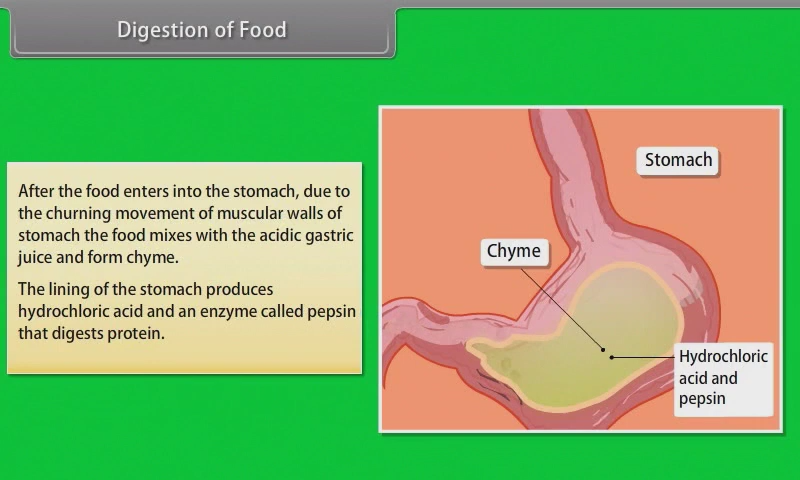 Digestion of Food
After the food enters into the stomach, due to
the churning movement of muscular walls of
stomach the food mixes with the acidic gastric
juice and form chyme.
The lining of the stomach produces
hydrochloric acid and an enzyme called pepsin
that digests protein.
Stomach
Chyme
Hydrochloric
acid and
pepsin